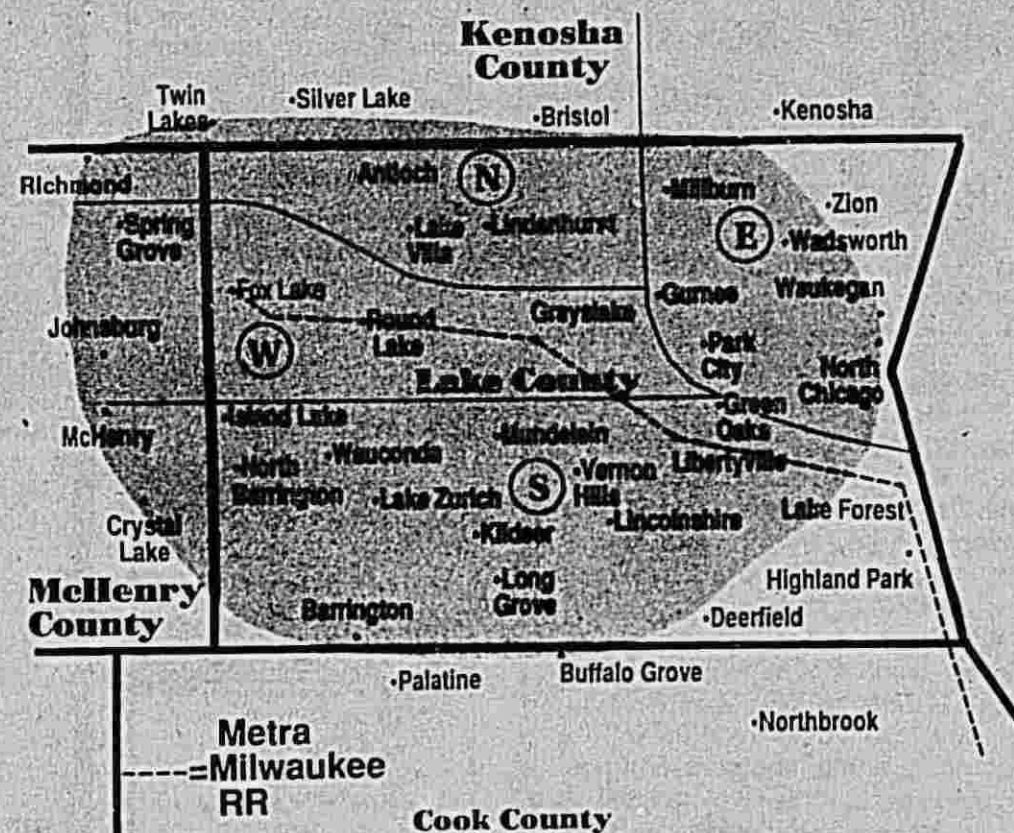 Kenosha
County
Twin
Lakes
Silver Lake
Bristol
Kenosha
Richmond
Antioch
N
Millburn
Zion
Spring
Grove
Lake
Villa
Lindenhurst
E
Wadsworth
Fox Lake
Gurnee
Waukegan
Johnsburg
Round
Lake
Grayslake
W
Park
City
North
Chicago
Lake County
Island Lake
Green
Oaks
McHenry
Mundelein
Wauconda
North
Barrington
Vernon
Hills
Libertyville
Lake Zurich
S
Lincolnshire
Lake Forest
Crystal
Lake
Kildeer
McHenry
County
Long
Grove
Highland Park
Barrington
Deerfield
Palatine
Buffalo Grove
Northbrook
Metra
=Milwaukee
RR
Cook County